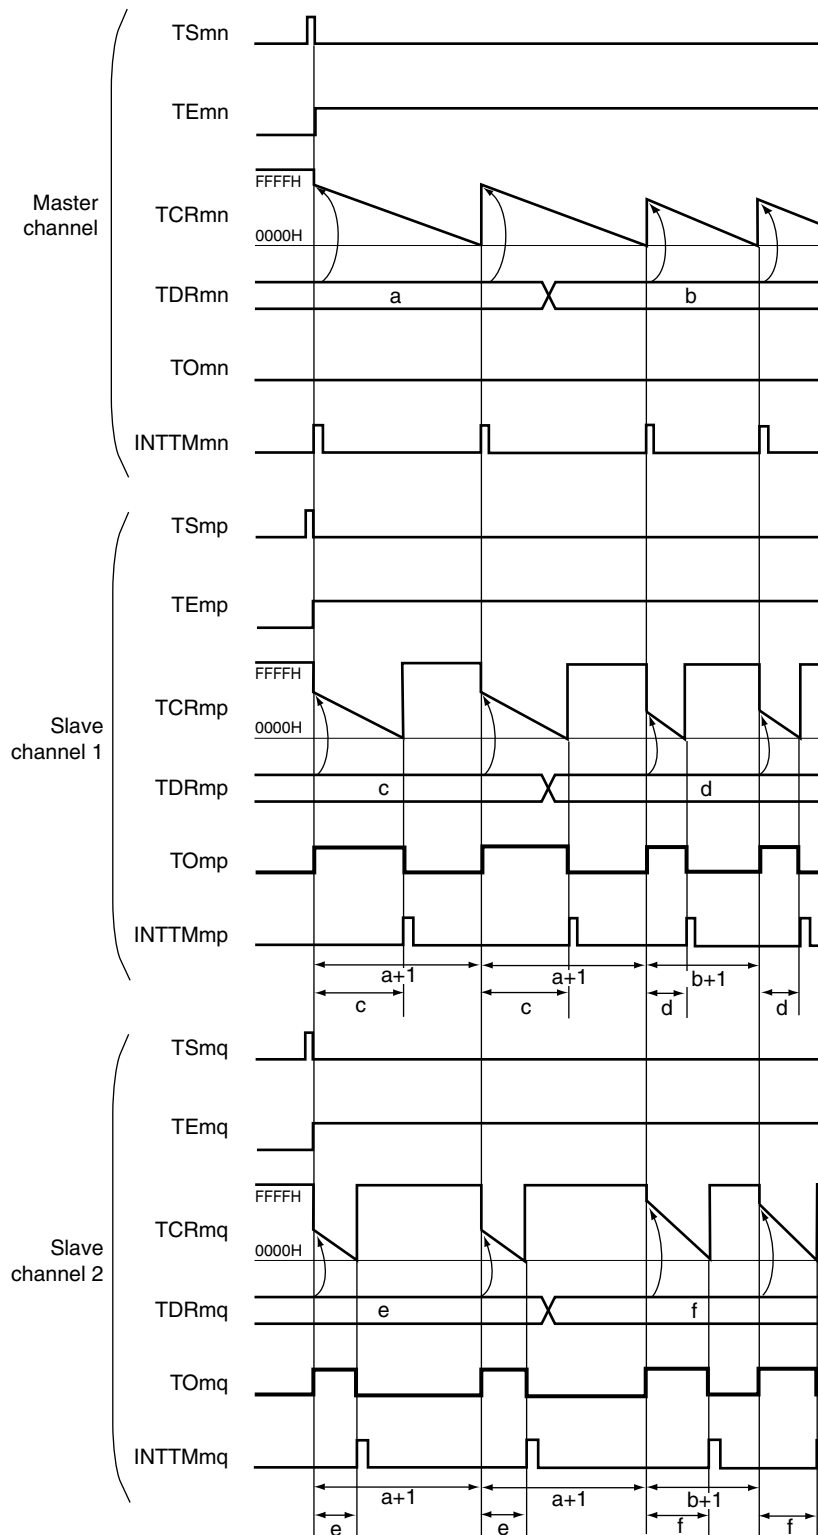 TSmn
TEmn
FFFFH
Master
channel
TCRmn
0000H
TDRmn
a
b
TOmn
INTTMmn
TSmp
TEmp
FFFFH
TCRmp
0000H
Slave
channel 1
TDRmp
c
d
TOmp
INTTMmp
a+1
a+1
b+1
c
c
d
d
TSmq
TEmq
FFFFH
TCRmq
0000H
Slave
channel 2
TDRmq
e
f
TOmq
INTTMmq
a+1
a+1
b+1
e
e
f
f